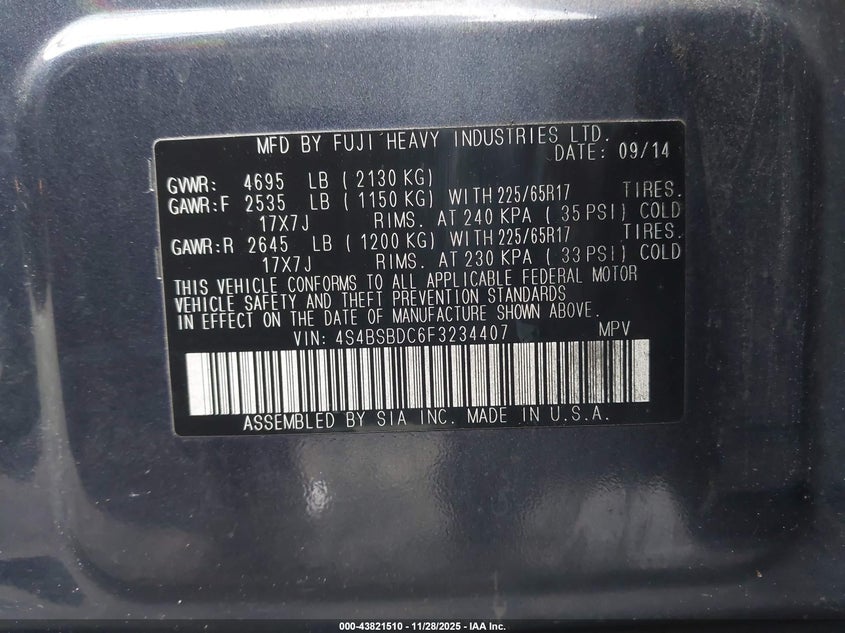 MFD BY FUJI HEAVY INDUSTRIES LTD.
DATE: 09/14
GVWR: 4695 LB ( 2130 KG)
GAWR:F 2535 LB ( 1150 KG) WITH 225/65R17 TIRES.
17X7J RIMS. AT 240 KPA ( 35 PSI) COLD
GAWR:R 2645 LB ( 1200 KG) WITH 225/65R17 TIRES.
17X7J RIMS. AT 230 KPA ( 33 PSI) COLD
THIS VEHICLE CONFORMS TO ALL APPLICABLE FEDERAL MOTOR
VEHICLE SAFETY AND THEFT PREVENTION STANDARDS
IN EFFECT ON THE DATE OF MANUFACTURE SHOWN ABOVE.
VIN: 4S4BSBDC6F3234407 MPV
ASSEMBLED BY SIA INC. MADE IN U.S.A.
000-43821510 - 11/28/2025 - IAA Inc.